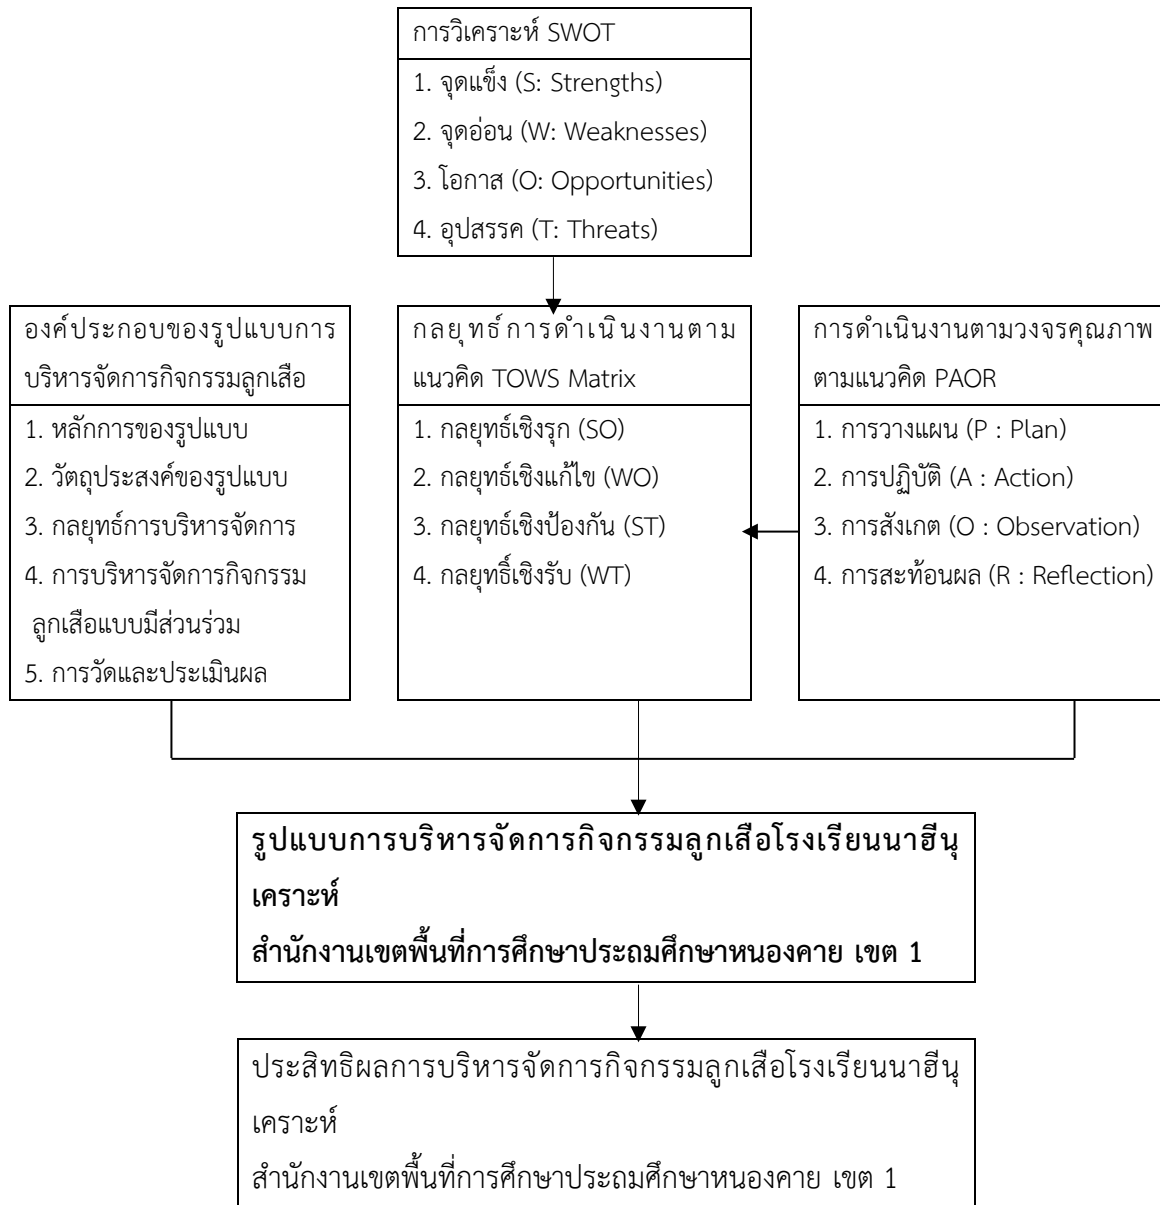 การวิเคราะห์ SWOT
1. จุดแข็ง (S: Strengths)
2. จุดอ่อน (W: Weaknesses)
3. โอกาส (O: Opportunities)
4. อุปสรรค (T: Threats)
องค์ประกอบของรูปแบบการ
บริหารจัดการกิจกรรมลูกเสือ
1. หลักการของรูปแบบ
2. วัตถุประสงค์ของรูปแบบ
3. กลยุทธ์การบริหารจัดการ
4. การบริหารจัดการกิจกรรม
ลูกเสือแบบมีส่วนร่วม
5. การวัดและประเมินผล
กลยุทธ์การดำเนินงานตาม
แนวคิด TOWS Matrix
1. กลยุทธ์เชิงรุก (SO)
2. กลยุทธ์เชิงแก้ไข (WO)
3. กลยุทธ์เชิงป้องกัน (ST)
4. กลยุทธิ์เชิงรับ (WT)
การดำเนินงานตามวงจรคุณภาพ
ตามแนวคิด PAOR
1. การวางแผน (P : Plan)
2. การปฏิบัติ (A : Action)
3. การสังเกต (O : Observation)
4. การสะท้อนผล (R : Reflection)
รูปแบบการบริหารจัดการกิจกรรมลูกเสือโรงเรียนนาฮีนุ
เคราะห์
สำนักงานเขตพื้นที่การศึกษาประถมศึกษาหนองคาย เขต 1
ประสิทธิผลการบริหารจัดการกิจกรรมลูกเสือโรงเรียนนาฮีนุ
เคราะห์
สำนักงานเขตพื้นที่การศึกษาประถมศึกษาหนองคาย เขต 1